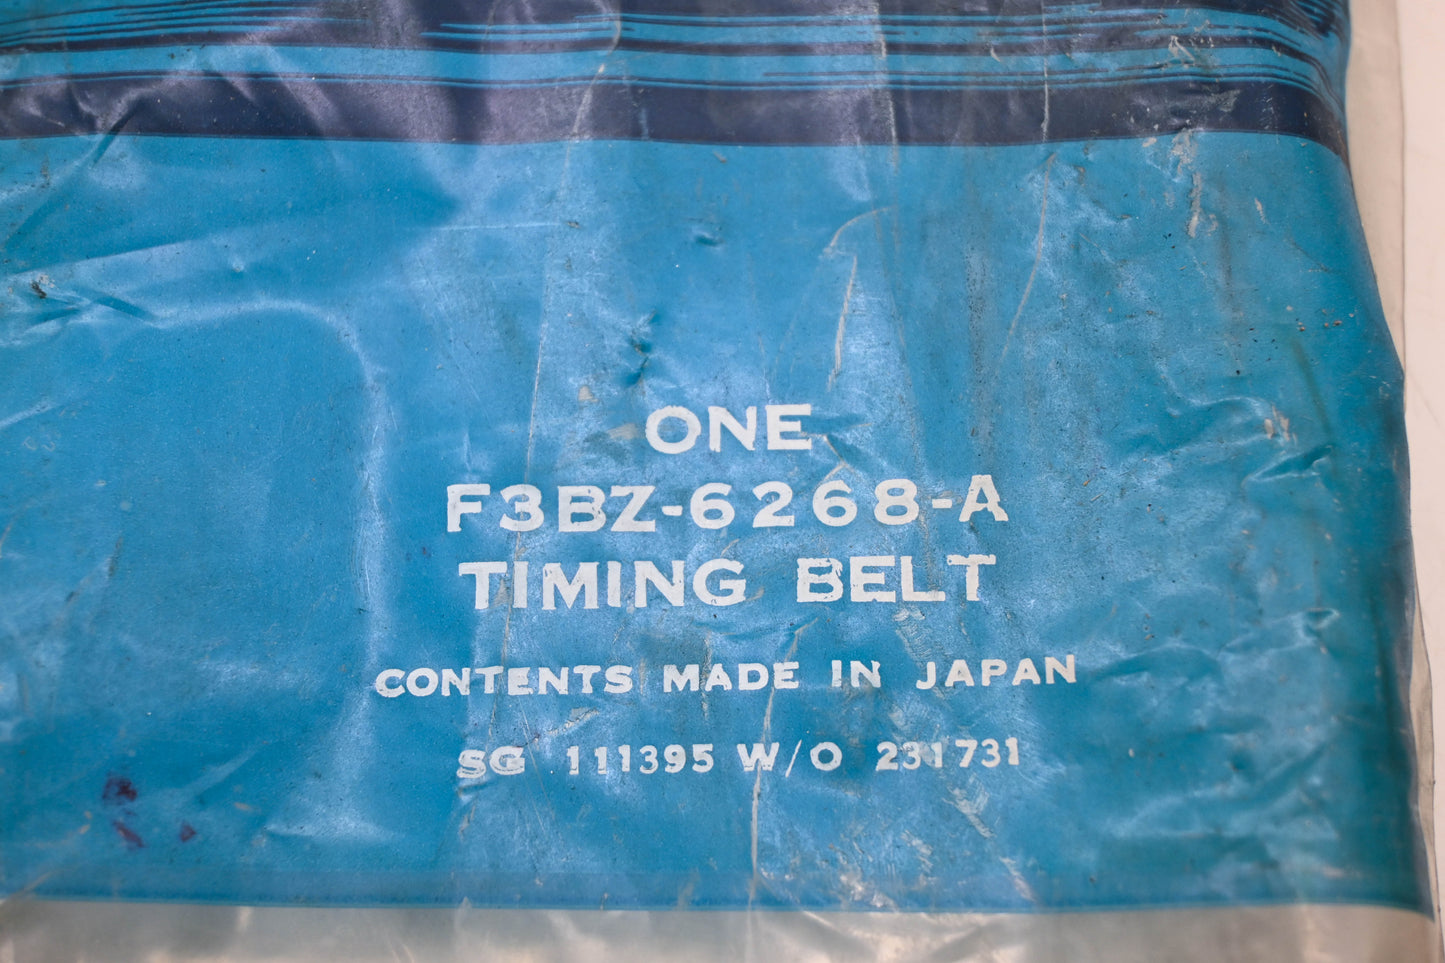 ONE
F3BZ-6268-A
TIMING BELT
CONTENTS MADE IN JAPAN
SG 111395 W/O 231731